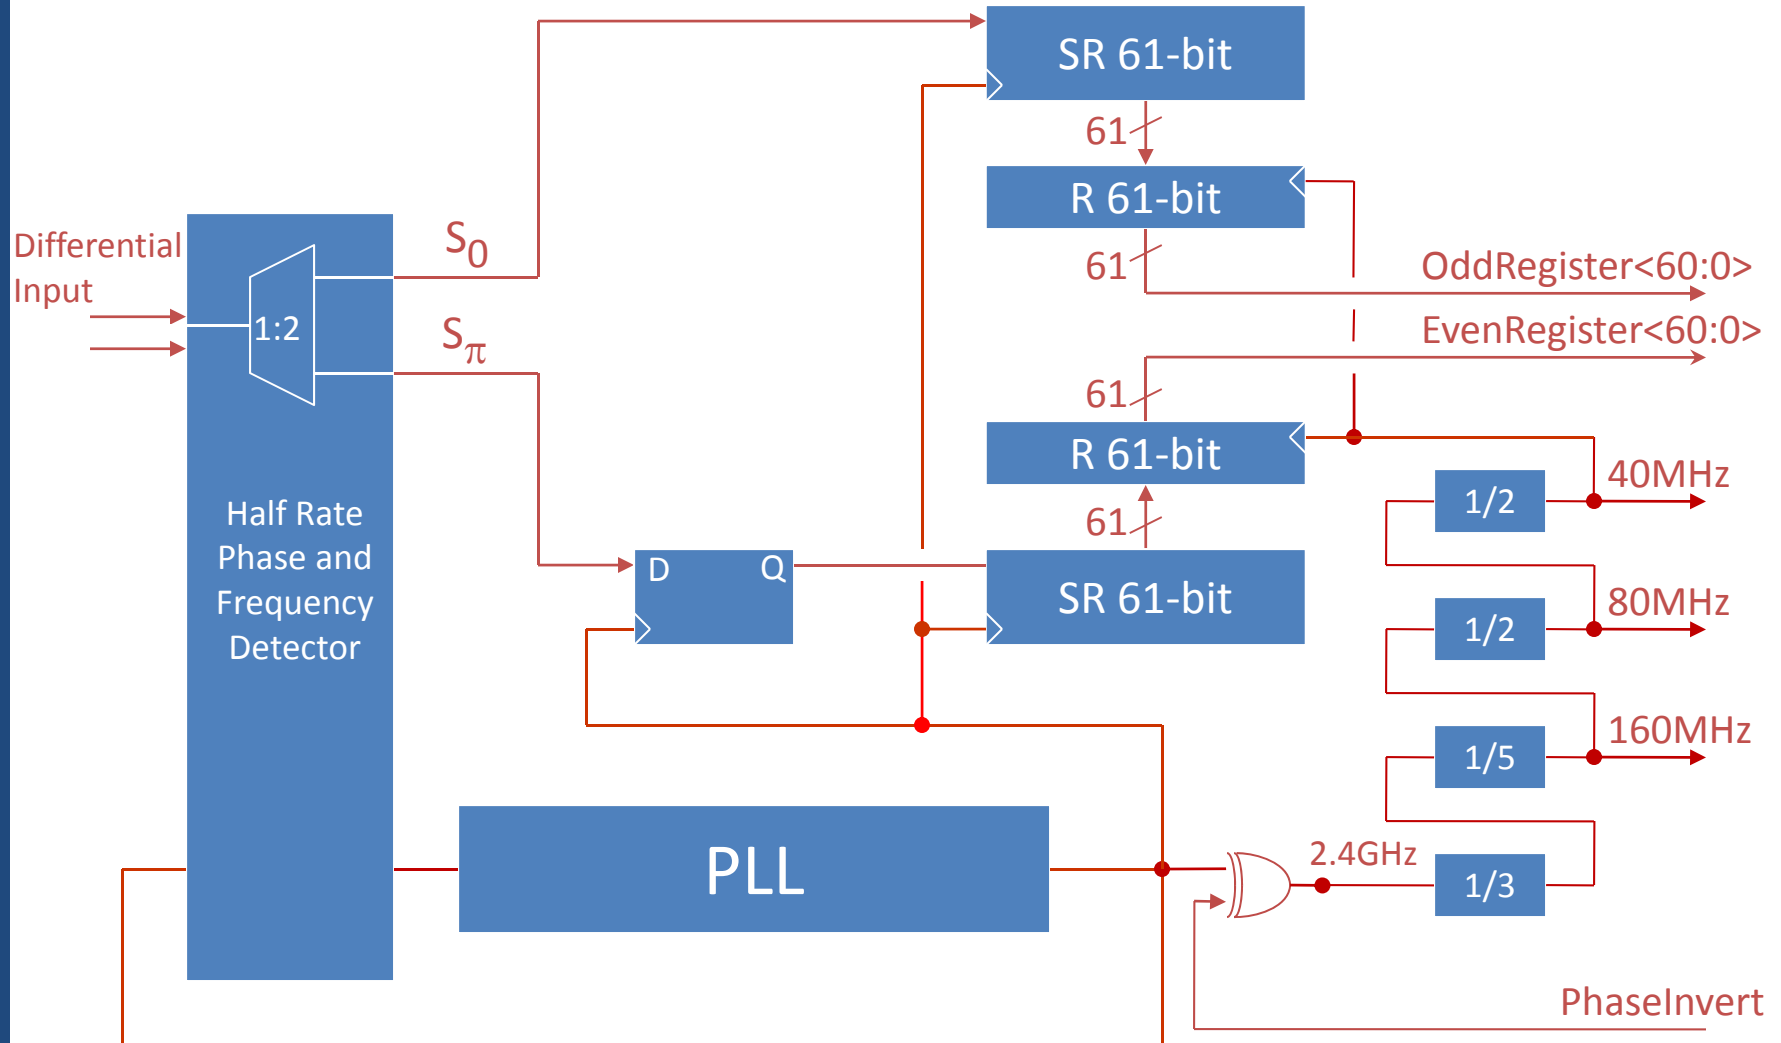 SR 61-bit
61
R 61-bit
61
OddRegister<60:0>
EvenRegister<60:0>
61
R 61-bit
61
SR 61-bit
Differential
Input
1:2
S0
Sπ
Half Rate
Phase and
Frequency
Detector
D Q
PLL
40MHz
1/2
80MHz
1/2
160MHz
1/5
2.4GHz
1/3
PhaseInvert